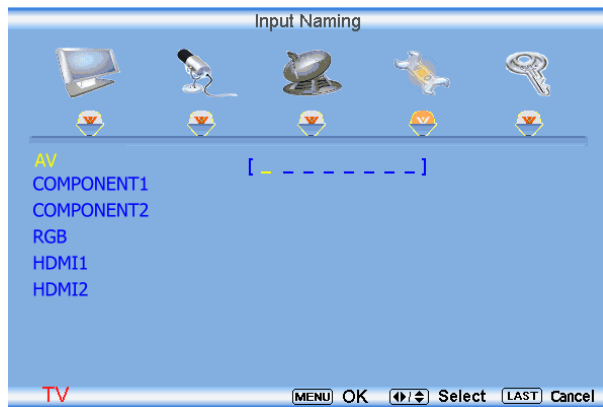 Input Naming
AV [ _ _ _ _ _ _ _ _ ]
COMPONENT1
COMPONENT2
RGB
HDMI1
HDMI2
TV MENU OK Select LAST Cancel